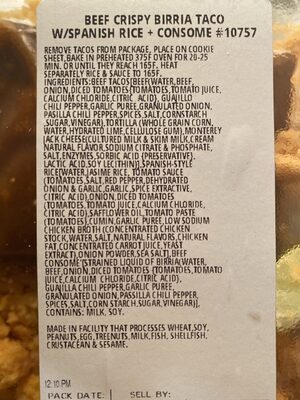 BEEF CRISPY BIRRIA TACO
W/SPANISH RICE + CONSOME #10757
REMOVE TACOS FROM PACKAGE, PLACE ON COOKIE
SHEET,BAKE IN PREHEATED 375F OVEN FOR 20-25
MIN. OR UNTIL THEY REACH 165F. HEAT
SEPARATELY RICE & SAUCE TO 165F.
INGREDIENTS:BEEF TACOS[BEER,WATER,BEEF,
ONION,DICED TOMATOES{TOMATOES,TOMATO JUICE,
CALCIUM CHLORIDE,CITRIC ACID}, GUAJILLO
CHILI PEPPER,GARLIC PUREE,GRANULATED ONION,
PASILLA CHILI PEPPER,SPICES,SALT,CORNSTARCH
,SUGAR,VINEGAR), TORTILLA (WHOLE GRAIN CORN,
WATER,HYDRATED LIME,CELLULOSE GUM),MONTEREY
JACK CHEESE(CULTURED MILK & SKIM MILK,CREAM
NATURAL FLAVOR,SODIUM CITRATE & PHOSPHATE,
SALT,ENZYMES,SORBIC ACID {PRESERVATIVE},
LACTIC ACID,SOY LECITHIN)],SPANISH-STYLE
RICE[WATER,JASMINE RICE, TOMATO SAUCE
(TOMATOES,SALT,RED PEPPER,DEHYDRATED
ONION & GARLIC,GARLIC,SPICE EXTRACTIVE,
CITRIC ACID),ONION,DICED TOMATOES
(TOMATOES,TOMATO JUICE,CALCIUM CHLORIDE,
CITRIC ACID),SAFFLOWER OIL,TOMATO PASTE
(TOMATOES),CUMIN,GARLIC PUREE,LOW SODIUM
CHICKEN BROTH (CONCENTRATED CHICKEN
STOCK,WATER,SALT,NATURAL FLAVORS,CHICKEN
FAT,CONCENTRATED CARROT JUICE,YEAST
EXTRACT),ONION POWDER,SEA SALT],BEEF
CONSOME[STRAINED LIQUID OF BIRRIA(WATER,
BEEF,ONION,DICED TOMATOES {TOMATOES,TOMATO
JUICE,CALCIUM CHLORIDE,CITRIC ACID},
GUAJILLO CHILI PEPPER,GARLIC PUREE,
GRANULATED ONION,PASSILLA CHILI PEPPER,
SPICES,SALT,CORN STARCH,SUGAR,VINEGAR)],
CONTAINS: MILK, SOY.
MADE IN FACILITY THAT PROCESSES WHEAT,SOY,
PEANUTS,EGG,TREENUTS,MILK,FISH, SHELLFISH,
CRUSTACEAN & SESAME.
12:10 PM
PACK DATE: SELL BY: